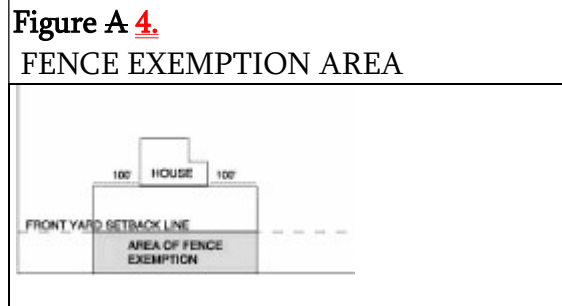 Figure A 4.
FENCE EXEMPTION AREA
100' HOUSE 100'
FRONT YARD SETBACK LINE
AREA OF FENCE
EXEMPTION